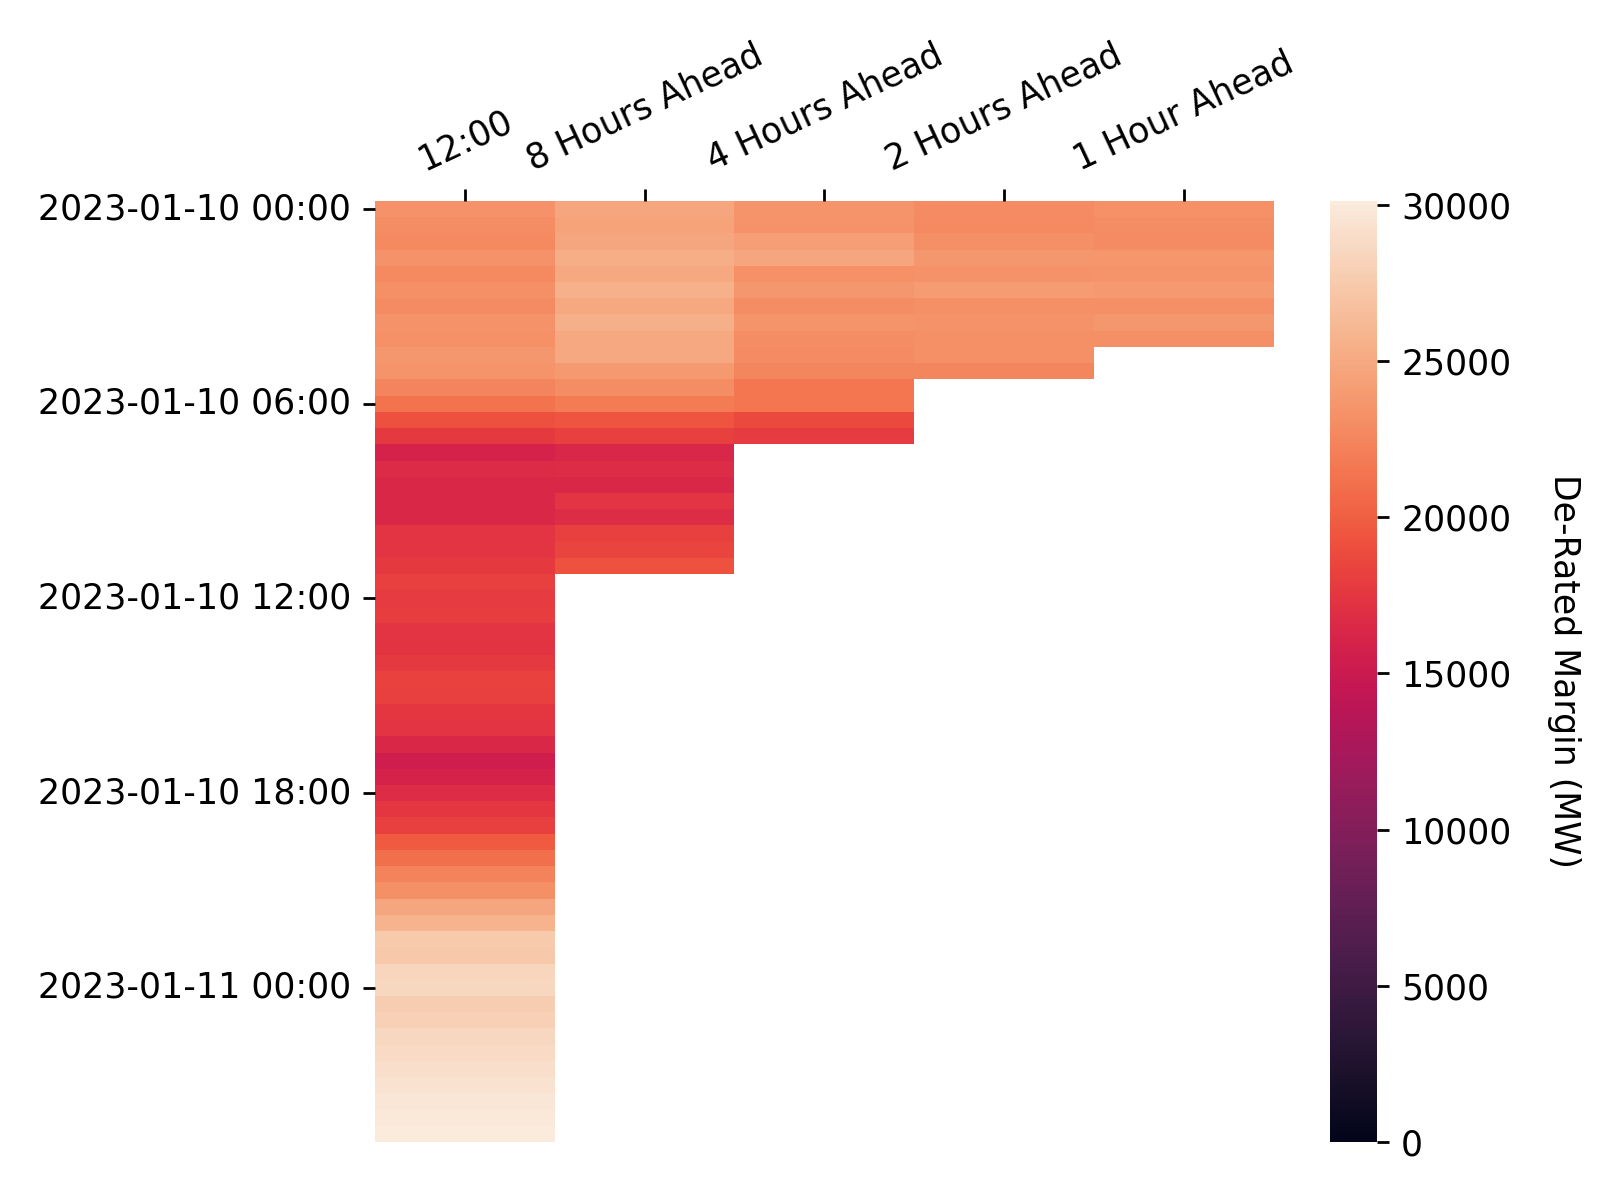 12:00
8 Hours Ahead
4 Hours Ahead
2 Hours Ahead
1 Hour Ahead
2023-01-10 00:00
2023-01-10 06:00
2023-01-10 12:00
2023-01-10 18:00
2023-01-11 00:00
30000
25000
20000
15000
10000
5000
0
De-Rated Margin (MW)